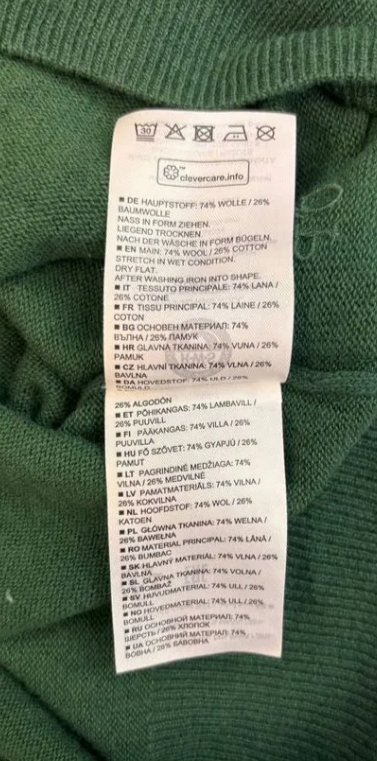 30
clevercare.info
■ DE HAUPTSTOFF: 74% WOLLE / 26%
BAUMWOLLE
NASS IN FORM ZIEHEN.
LIEGEND TROCKNEN.
NACH DER WÄSCHE IN FORM BÜGELN.
■ EN MAIN: 74% WOOL / 26% COTTON
STRETCH IN WET CONDITION.
DRY FLAT.
AFTER WASHING IRON INTO SHAPE.
■ IT TESSUTO PRINCIPALE: 74% LANA /
26% COTONE
■ FR TISSU PRINCIPAL: 74% LAINE / 26%
COTON
■ BG ОСНОВЕН МАТЕРИАЛ: 74%
ВЪЛНА / 26% ПАМУК
■ HR GLAVNA TKANINA: 74% VUNA / 26%
PAMUK
■ CZ HLAVNÍ TKANINA: 74% VLNA / 26%
BAVLNA
■ DA HOVEDSTOF: 74% ULD / 26%
BOMULD
26% ALGODÓN
■ ET PÕHIKANGAS: 74% LAMBAVILL /
26% PUUVILL
■ FI PÄÄKANGAS: 74% VILLA / 26%
PUUVILLA
■ HU FŐ SZÖVET: 74% GYAPJÚ / 26%
PAMUT
■ LT PAGRINDINĖ MEDŽIAGA: 74%
VILNA / 26% MEDVILNĖ
■ LV PAMATMATERIĀLS: 74% VILNA /
26% KOKVILNA
■ NL HOOFDSTOF: 74% WOL / 26%
KATOEN
■ PL GŁÓWNA TKANINA: 74% WEŁNA /
26% BAWEŁNA
■ RO MATERIAL PRINCIPAL: 74% LÂNĂ /
26% BUMBAC
■ SK HLAVNÝ MATERIÁL: 74% VLNA / 26%
BAVLNA
■ SL GLAVNA TKANINA: 74% VOLNA /
26% BOMBAŽ
■ SV HUVUDMATERIAL: 74% ULL / 26%
BOMULL
■ NO HOVEDMATERIAL: 74% ULL / 26%
BOMULL
■ RU ОСНОВНОЙ МАТЕРИАЛ: 74%
ШЕРСТЬ / 26% ХЛОПОК
■ UA ОСНОВНИЙ МАТЕРІАЛ: 74%
ВОВНА / 26% БАВОВНА